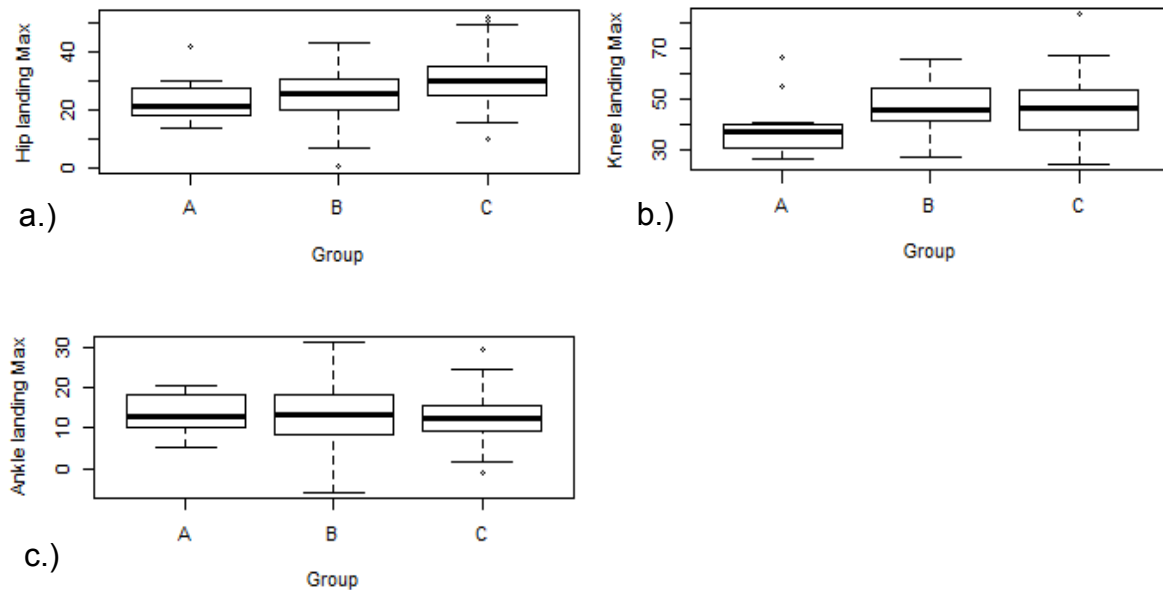 Hip landing Max
40
20
0
A B C
a.)
Group
Knee landing Max
70
50
30
A B C
b.)
Group
Ankle landing Max
30
20
10
0
A B C
c.)
Group